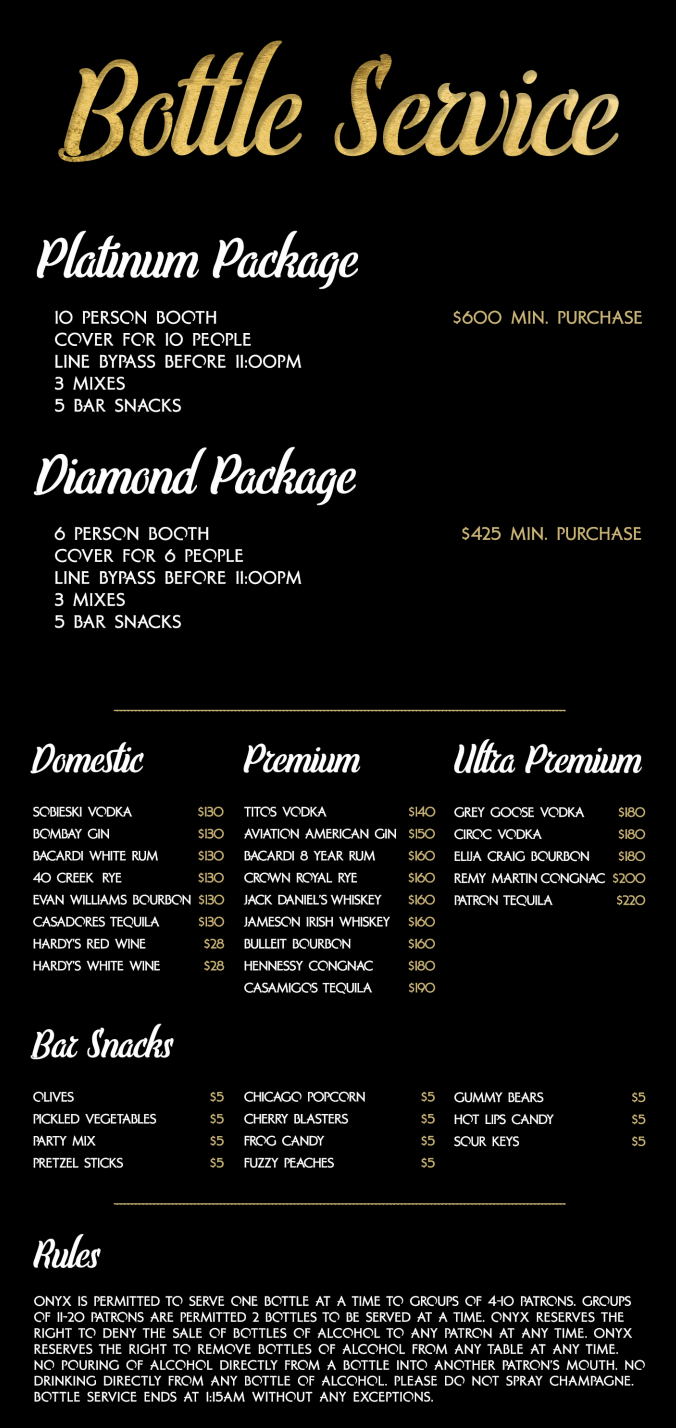 Bottle Service
Platinum Package
10 PERSON BOOTH $600 MIN. PURCHASE
COVER FOR 10 PEOPLE
LINE BYPASS BEFORE 11:00PM
3 MIXES
5 BAR SNACKS
Diamond Package
6 PERSON BOOTH $425 MIN. PURCHASE
COVER FOR 6 PEOPLE
LINE BYPASS BEFORE 11:00PM
3 MIXES
5 BAR SNACKS
Domestic
SOBIESKI VODKA $130
BOMBAY GIN $130
BACARDI WHITE RUM $130
40 CREEK RYE $130
EVAN WILLIAMS BOURBON $130
CASADORES TEQUILA $130
HARDY'S RED WINE $28
HARDY'S WHITE WINE $28
Premium
TITOS VODKA $140
AVIATION AMERICAN GIN $150
BACARDI 8 YEAR RUM $160
CROWN ROYAL RYE $160
JACK DANIEL'S WHISKEY $160
JAMESON IRISH WHISKEY $160
BULLEIT BOURBON $160
HENNESSY CONGNAC $180
CASAMIGOS TEQUILA $190
Ultra Premium
GREY GOOSE VODKA $180
CIROC VODKA $180
ELIJA CRAIG BOURBON $180
REMY MARTIN CONGNAC $200
PATRON TEQUILA $220
Bar Snacks
OLIVES $5
PICKLED VEGETABLES $5
PARTY MIX $5
PRETZEL STICKS $5
CHICAGO POPCORN $5
CHERRY BLASTERS $5
FROG CANDY $5
FUZZY PEACHES $5
GUMMY BEARS $5
HOT LIPS CANDY $5
SOUR KEYS $5
Rules
ONYX IS PERMITTED TO SERVE ONE BOTTLE AT A TIME TO GROUPS OF 4-10 PATRONS. GROUPS
OF 11-20 PATRONS ARE PERMITTED 2 BOTTLES TO BE SERVED AT A TIME. ONYX RESERVES THE
RIGHT TO DENY THE SALE OF BOTTLES OF ALCOHOL TO ANY PATRON AT ANY TIME. ONYX
RESERVES THE RIGHT TO REMOVE BOTTLES OF ALCOHOL FROM ANY TABLE AT ANY TIME.
NO POURING OF ALCOHOL DIRECTLY FROM A BOTTLE INTO ANOTHER PATRON'S MOUTH. NO
DRINKING DIRECTLY FROM ANY BOTTLE OF ALCOHOL. PLEASE DO NOT SPRAY CHAMPAGNE.
BOTTLE SERVICE ENDS AT 1:15AM WITHOUT ANY EXCEPTIONS.